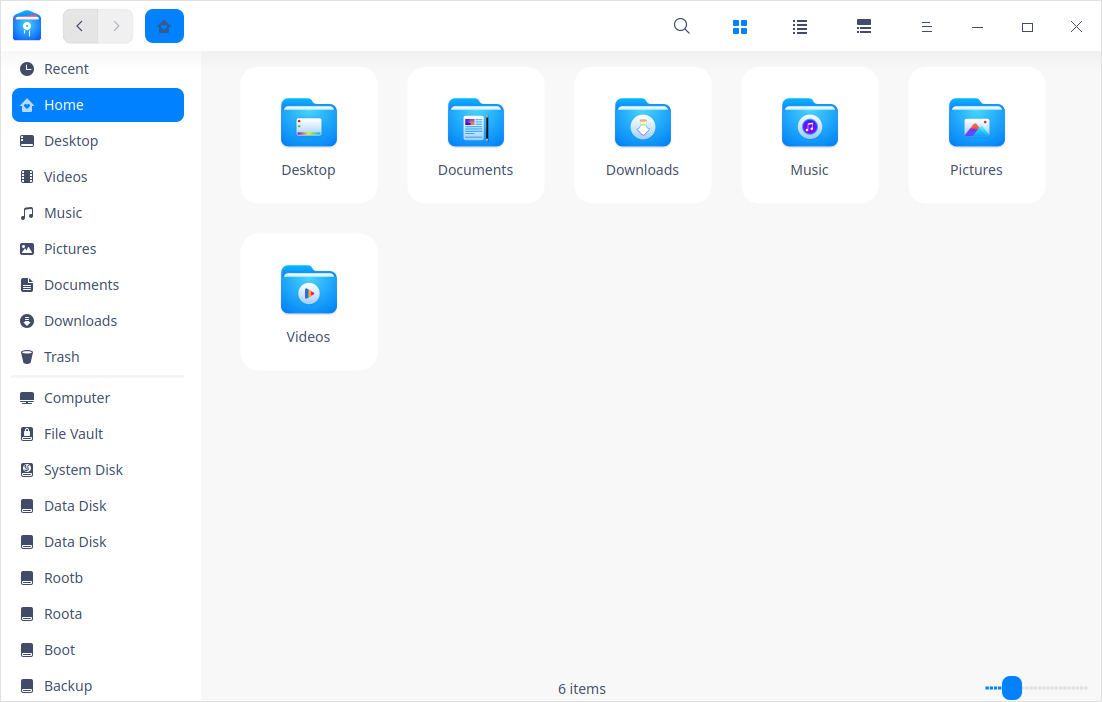 Recent
Home
Desktop
Videos
Music
Pictures
Documents
Downloads
Trash
Computer
File Vault
System Disk
Data Disk
Data Disk
Rootb
Roota
Boot
Backup
Desktop
Documents
Downloads
Music
Pictures
Videos
6 items